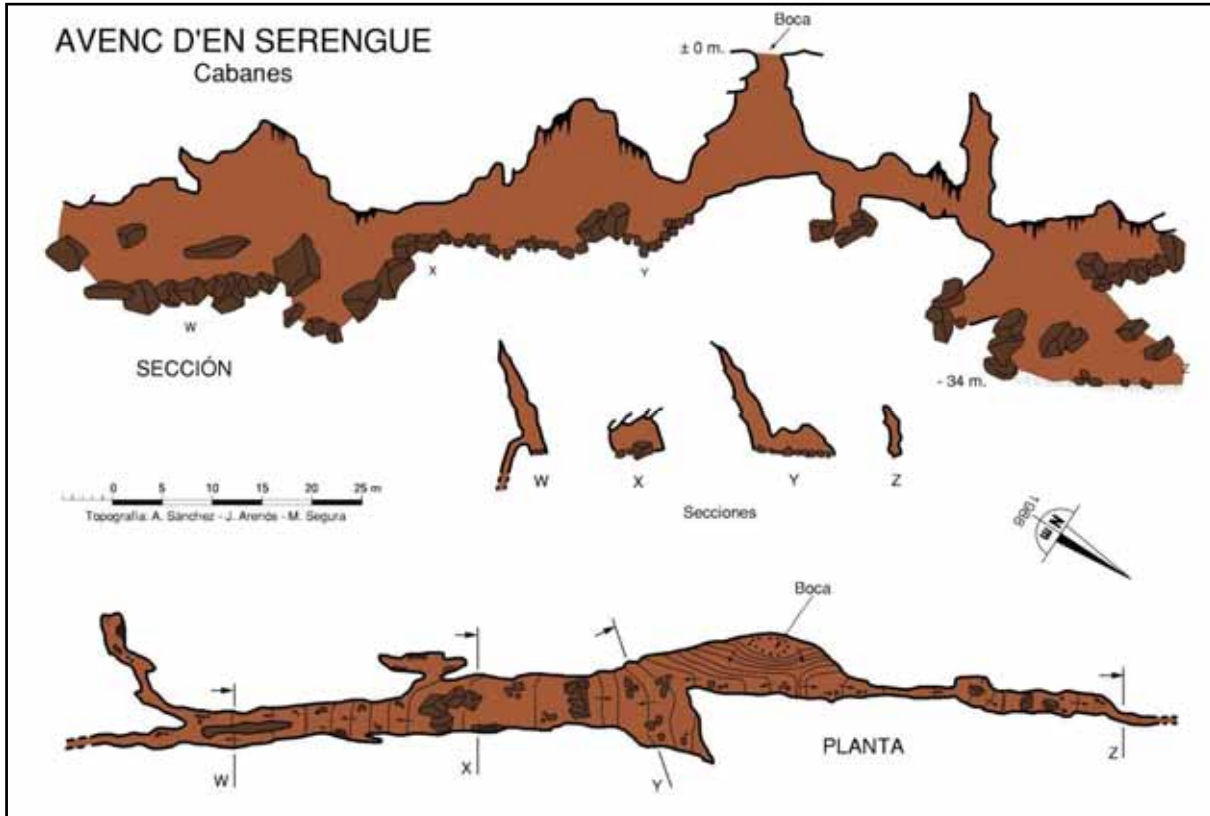 AVENC D'EN SERENGUE
Cabanes
Boca
± 0 m.
X
Y
W
SECCIÓN
- 34 m.
Z
W
X
Y
Z
Secciones
0 5 10 15 20 25 m
Topografía: A. Sánchez - J. Arenós - M. Segura
1986
N m
Boca
PLANTA
W
X
Y
Z